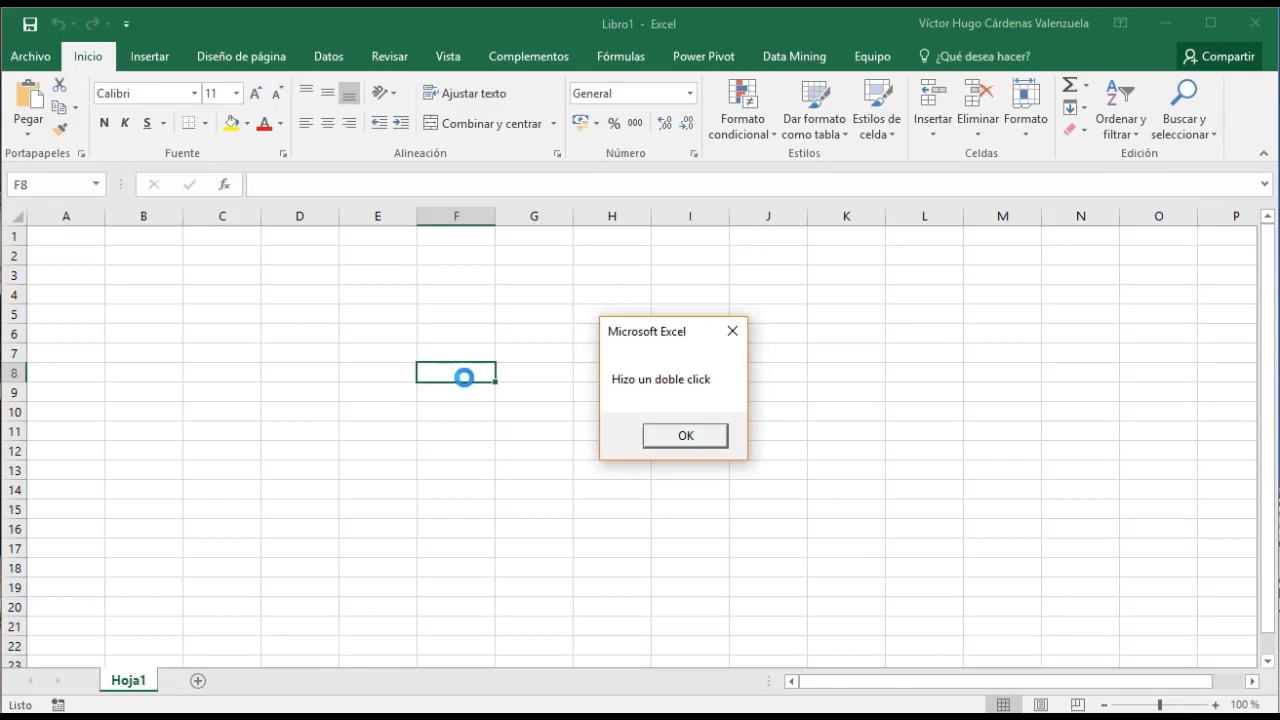 Libro1 - Excel
Víctor Hugo Cárdenas Valenzuela
Archivo Inicio Insertar Diseño de página Datos Revisar Vista Complementos Fórmulas Power Pivot Data Mining Equipo ¿Qué desea hacer? Compartir
Pegar
Portapapeles
Calibri 11
N K S
A
Fuente
Ajustar texto
Combinar y centrar
Alineación
General
% 000
Número
Formato condicional
Dar formato como tabla
Estilos de celda
Estilos
Insertar Eliminar Formato
Celdas
Ordenar y filtrar
Buscar y seleccionar
Edición
F8 fx
A B C D E F G H I J K L M N O P
1
2
3
4
5
6
7
8
9
10
11
12
13
14
15
16
17
18
19
20
21
22
23
Microsoft Excel
Hizo un doble click
OK
Hoja1
Listo
100 %